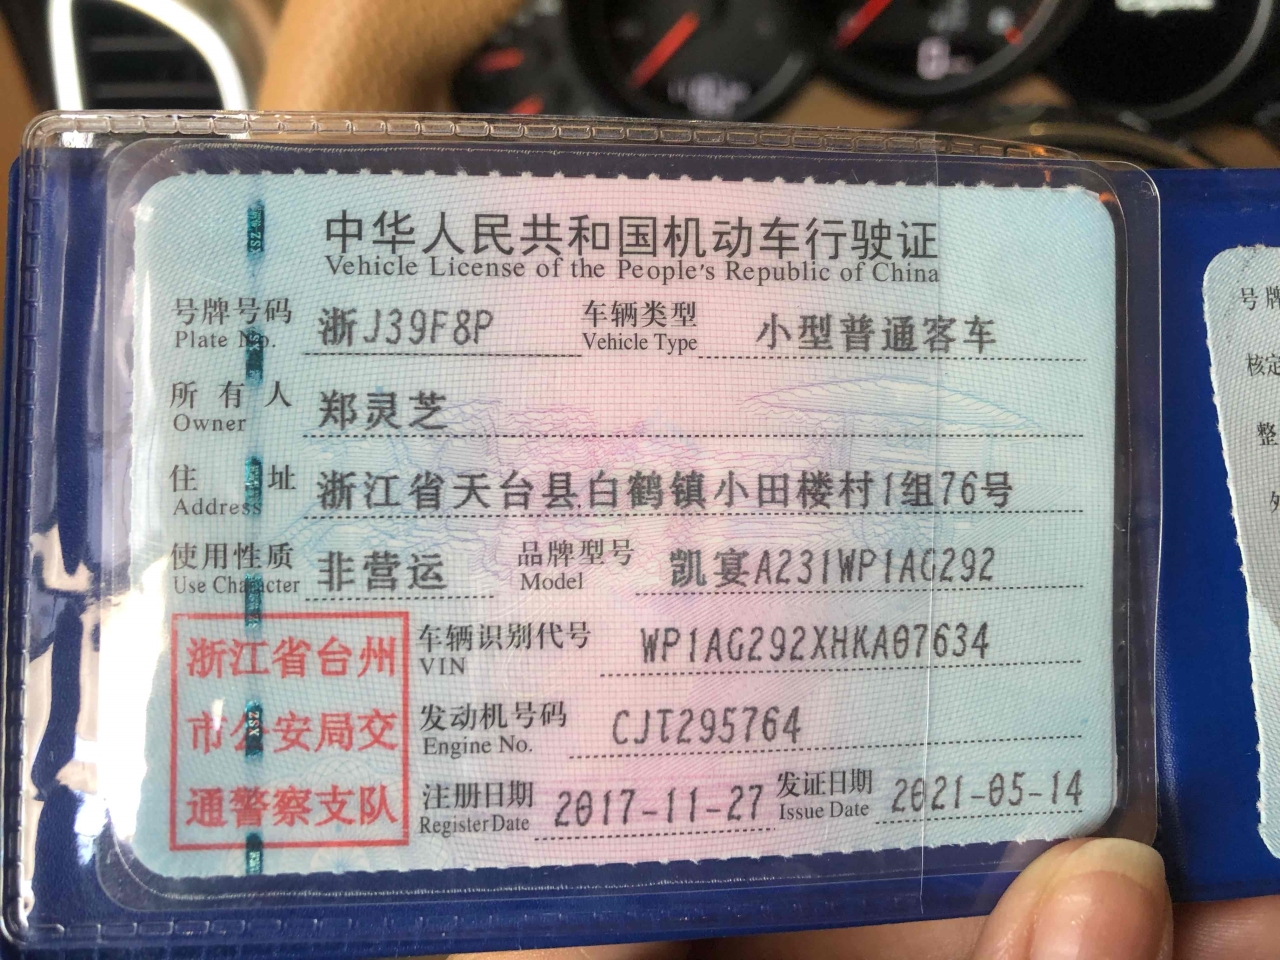 中华人民共和国机动车行驶证
Vehicle License of the People's Republic of China
号牌号码 浙J39F8P 车辆类型 小型普通客车
Plate No. Vehicle Type
所有人 郑灵芝
Owner
住址 浙江省天台县白鹤镇小田楼村1组76号
Address
使用性质 非营运 品牌型号 凯宴A231WP1AG292
Use Character Model
浙江省台州
市公安局交
通警察支队
车辆识别代号 WP1AG292XHKA07634
VIN
发动机号码 CJT295764
Engine No.
注册日期 2017-11-27 发证日期 2021-05-14
Register Date Issue Date
号牌
核定
整